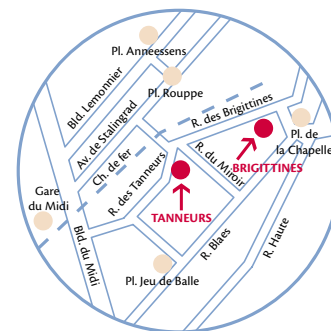 Pl. Anneessens
Bld. Lemonnier
Pl. Rouppe
Av. de Stalingrad
R. des Brigittines
Pl. de
la Chapelle
Ch. de fer
R. du Miroir
BRIGITTINES
R. des Tanneurs
Gare
du Midi
TANNEURS
Bld. du Midi
R. Blaes
R. Haute
Pl. Jeu de Balle